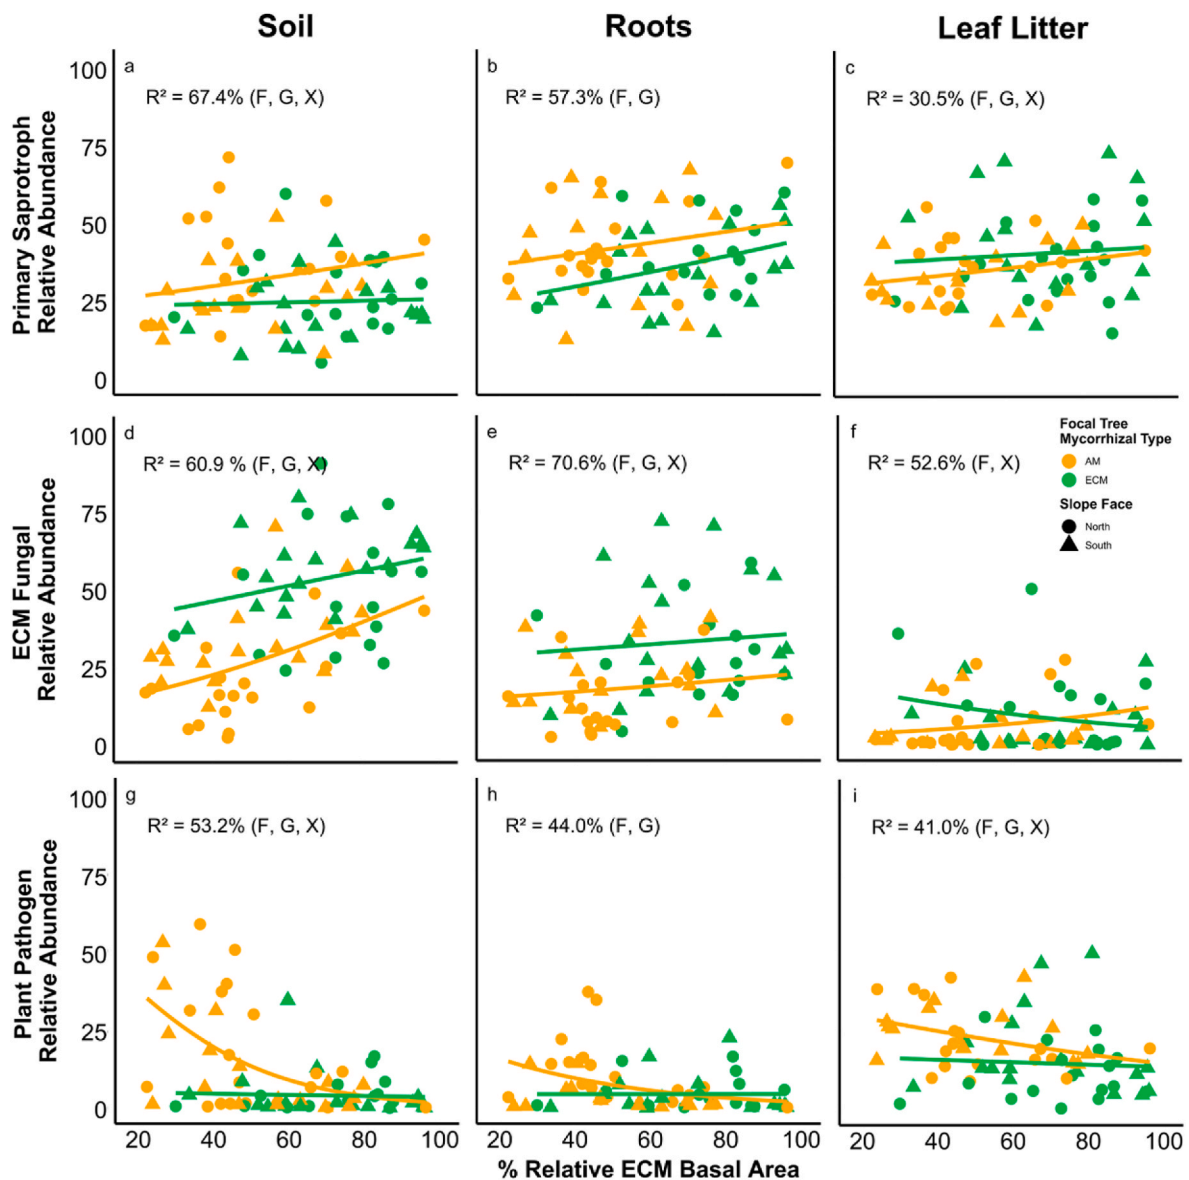 Soil
Roots
Leaf Litter
Primary Saprotroph
Relative Abundance
100
75
50
25
0
a
R² = 67.4% (F, G, X)
b
R² = 57.3% (F, G)
c
R² = 30.5% (F, G, X)
ECM Fungal
Relative Abundance
100
75
50
25
0
d
R² = 60.9 % (F, G, X)
e
R² = 70.6% (F, G, X)
f
R² = 52.6% (F, X)
Focal Tree
Mycorrhizal Type
AM
ECM
Slope Face
North
South
Plant Pathogen
Relative Abundance
100
75
50
25
0
g
R² = 53.2% (F, G, X)
h
R² = 44.0% (F, G)
i
R² = 41.0% (F, G, X)
20 40 60 80 100
20 40 60 80 100
20 40 60 80 100
% Relative ECM Basal Area